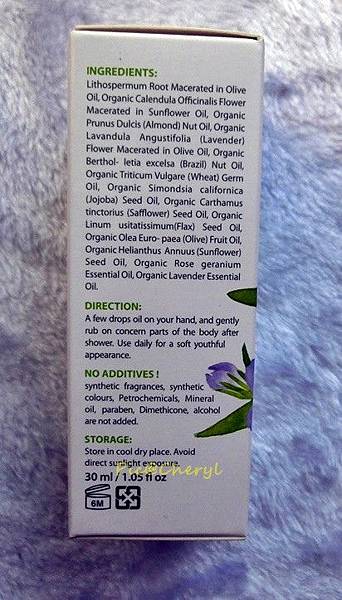 INGREDIENTS:
Lithospermum Root Macerated in Olive
Oil, Organic Calendula Officinalis Flower
Macerated in Sunflower Oil, Organic
Prunus Dulcis (Almond) Nut Oil, Organic
Lavandula Angustifolia (Lavender)
Flower Macerated in Olive Oil, Organic
Berthol- letia excelsa (Brazil) Nut Oil,
Organic Triticum Vulgare (Wheat) Germ
Oil, Organic Simondsia californica
(Jojoba) Seed Oil, Organic Carthamus
tinctorius (Safflower) Seed Oil, Organic
Linum usitatissimum(Flax) Seed Oil,
Organic Olea Euro- paea (Olive) Fruit Oil,
Organic Helianthus Annuus (Sunflower)
Seed Oil, Organic Rose geranium
Essential Oil, Organic Lavender Essential
Oil.
DIRECTION:
A few drops oil on your hand, and gently
rub on concern parts of the body after
shower. Use daily for a soft youthful
appearance.
NO ADDITIVES !
synthetic fragrances, synthetic
colours, Petrochemicals, Mineral
oil, paraben, Dimethicone, alcohol
are not added.
STORAGE:
Store in cool dry place. Avoid
direct sunlight exposure.
30 ml / 1.05 fl oz
6M